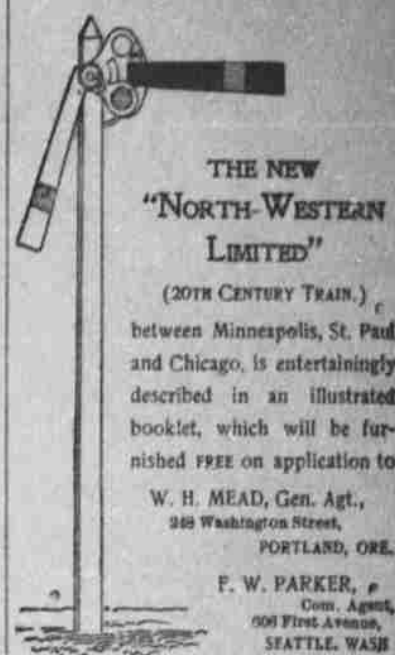 THE NEW
"NORTH-WESTERN
LIMITED"
(20TH CENTURY TRAIN.)
between Minneapolis, St. Paul
and Chicago, is entertainingly
described in an illustrated
booklet, which will be fur-
nished FREE on application to
W. H. MEAD, Gen. Agt.,
248 Washington Street,
PORTLAND, ORE.
F. W. PARKER,
Com. Agent,
606 First Avenue,
SEATTLE, WASH